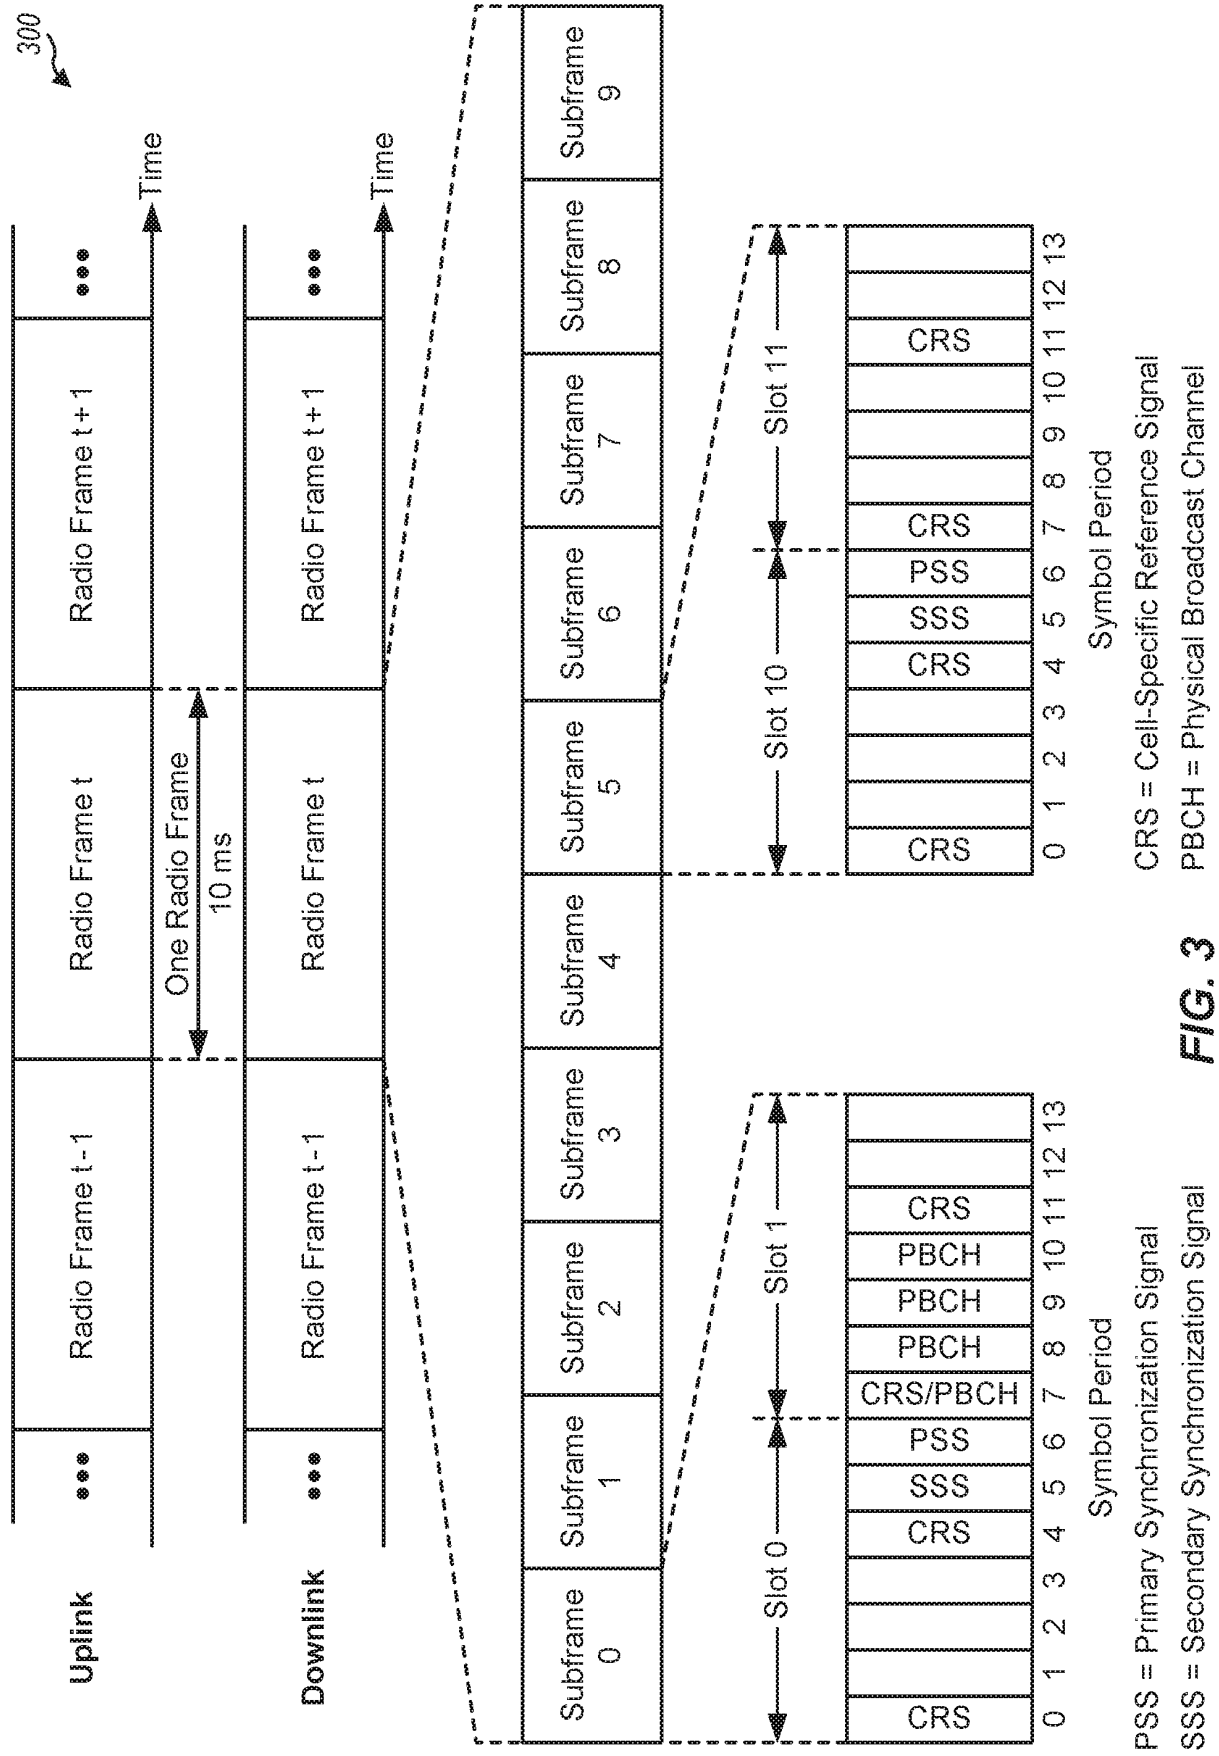 300
Uplink
••• Radio Frame t - 1 Radio Frame t Radio Frame t + 1 •••
Time
One Radio Frame
10 ms
Downlink
••• Radio Frame t - 1 Radio Frame t Radio Frame t + 1 •••
Time
Subframe Subframe Subframe Subframe Subframe Subframe Subframe Subframe Subframe Subframe
0 1 2 3 4 5 6 7 8 9
Slot 0 Slot 1
CRS CRS SSS PSS CRS/PBCH PBCH PBCH PBCH CRS
0 1 2 3 4 5 6 7 8 9 10 11 12 13
Symbol Period
Slot 10 Slot 11
CRS CRS SSS PSS CRS CRS
0 1 2 3 4 5 6 7 8 9 10 11 12 13
Symbol Period
PSS = Primary Synchronization Signal
SSS = Secondary Synchronization Signal
CRS = Cell-Specific Reference Signal
PBCH = Physical Broadcast Channel
FIG. 3